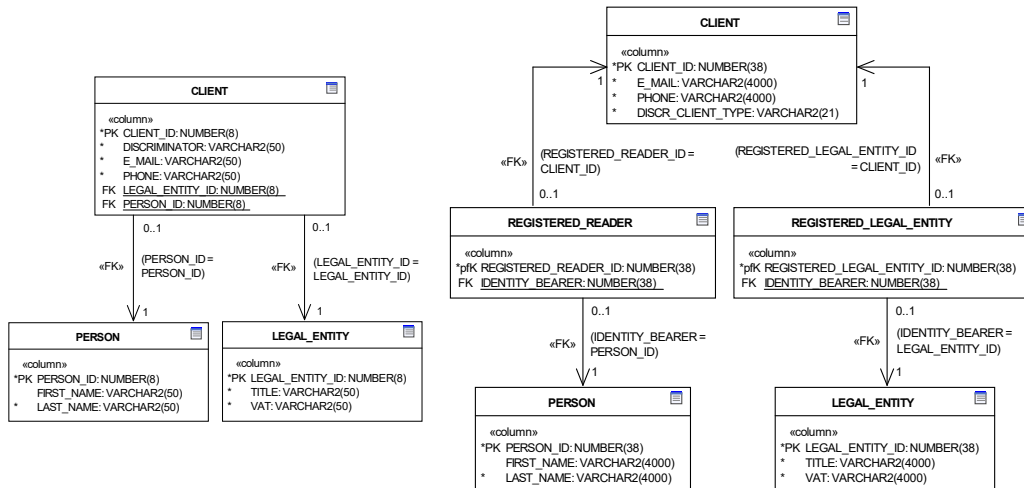 CLIENT
«column»
*PK CLIENT_ID: NUMBER(8)
* DISCRIMINATOR: VARCHAR2(50)
* E_MAIL: VARCHAR2(50)
* PHONE: VARCHAR2(50)
FK LEGAL_ENTITY_ID: NUMBER(8)
FK PERSON_ID: NUMBER(8)
0..1
0..1
«FK»
(PERSON_ID =
PERSON_ID)
«FK»
(LEGAL_ENTITY_ID =
LEGAL_ENTITY_ID)
1
1
PERSON
«column»
*PK PERSON_ID: NUMBER(8)
FIRST_NAME: VARCHAR2(50)
* LAST_NAME: VARCHAR2(50)
LEGAL_ENTITY
«column»
*PK LEGAL_ENTITY_ID: NUMBER(8)
* TITLE: VARCHAR2(50)
* VAT: VARCHAR2(50)
CLIENT
«column»
*PK CLIENT_ID: NUMBER(38)
* E_MAIL: VARCHAR2(4000)
* PHONE: VARCHAR2(4000)
* DISCR_CLIENT_TYPE: VARCHAR2(21)
1
1
«FK»
(REGISTERED_READER_ID =
CLIENT_ID)
(REGISTERED_LEGAL_ENTITY_ID
= CLIENT_ID)
«FK»
0..1
0..1
REGISTERED_READER
«column»
*pfK REGISTERED_READER_ID: NUMBER(38)
FK IDENTITY_BEARER: NUMBER(38)
REGISTERED_LEGAL_ENTITY
«column»
*pfK REGISTERED_LEGAL_ENTITY_ID: NUMBER(38)
FK IDENTITY_BEARER: NUMBER(38)
0..1
0..1
«FK»
(IDENTITY_BEARER =
PERSON_ID)
«FK»
(IDENTITY_BEARER =
LEGAL_ENTITY_ID)
1
1
PERSON
«column»
*PK PERSON_ID: NUMBER(38)
FIRST_NAME: VARCHAR2(4000)
* LAST_NAME: VARCHAR2(4000)
LEGAL_ENTITY
«column»
*PK LEGAL_ENTITY_ID: NUMBER(38)
* TITLE: VARCHAR2(4000)
* VAT: VARCHAR2(4000)